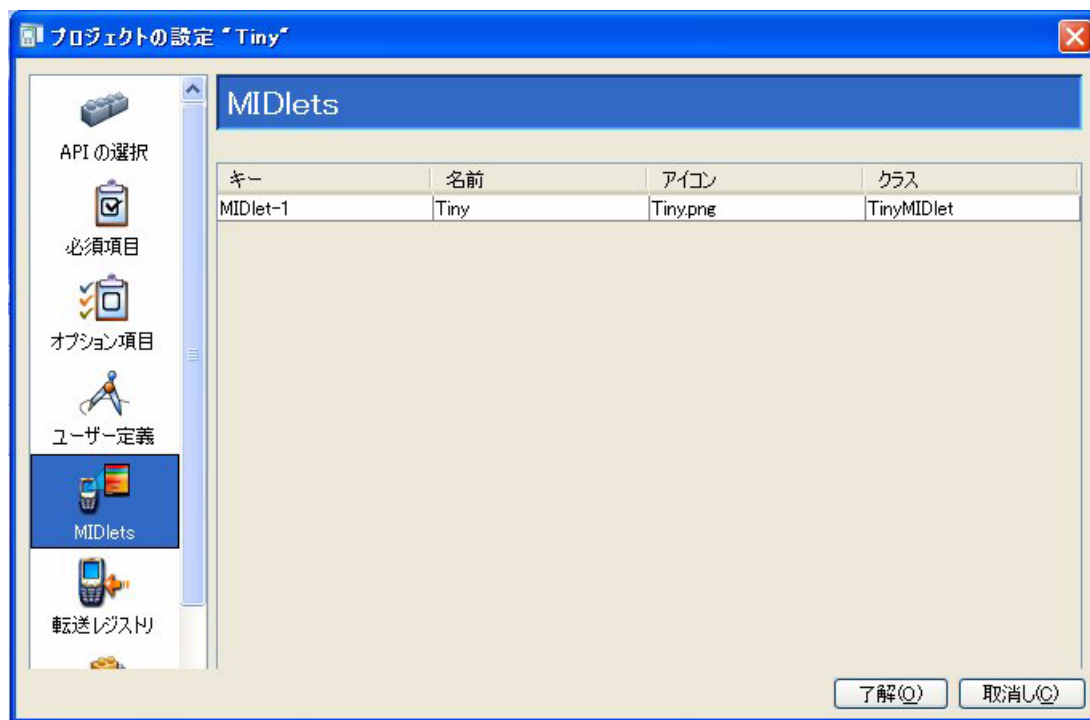 プロジェクトの設定 "Tiny"
API の選択
必須項目
オプション項目
ユーザー定義
MIDlets
転送レジストリ
MIDlets
キー 名前 アイコン クラス
MIDlet-1 Tiny Tiny.png TinyMIDlet
了解(O) 取消し(C)